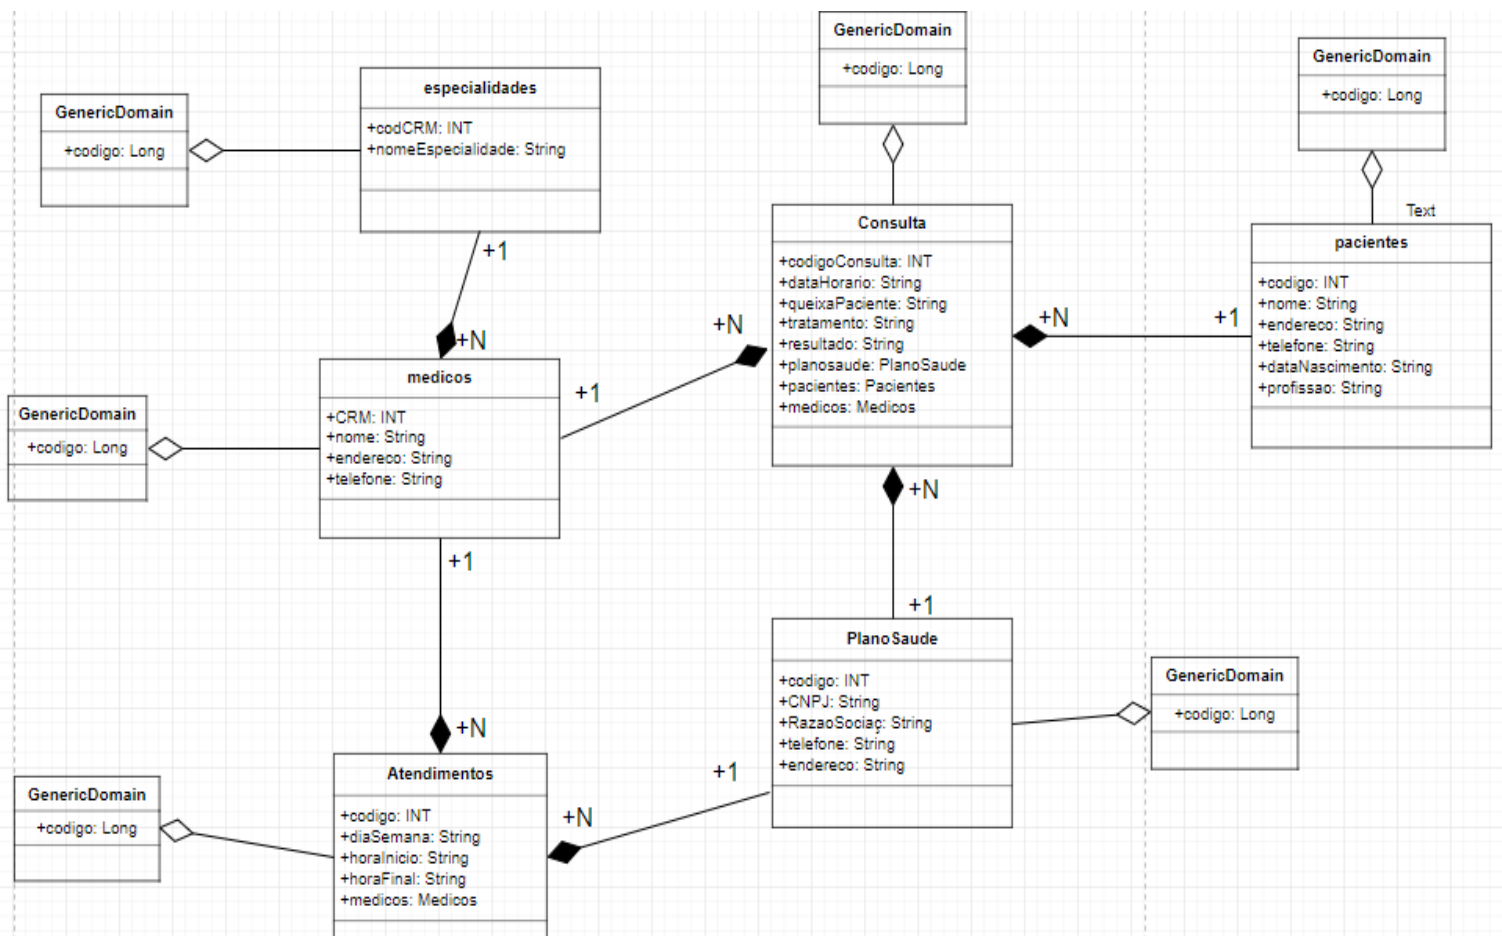 GenericDomain
+codigo: Long
GenericDomain
+codigo: Long
especialidades
+codCRM: INT
+nomeEspecialidade: String
GenericDomain
+codigo: Long
+1
Text
Consulta
+codigoConsulta: INT
+dataHorario: String
+queixaPaciente: String
+tratamento: String
+resultado: String
+planosaude: PlanoSaude
+pacientes: Pacientes
+medicos: Medicos
pacientes
+codigo: INT
+nome: String
+endereco: String
+telefone: String
+dataNascimento: String
+profissao: String
+N
+N
+N
+1
+1
medicos
+CRM: INT
+nome: String
+endereco: String
+telefone: String
GenericDomain
+codigo: Long
+N
+1
+1
PlanoSaude
+codigo: INT
+CNPJ: String
+RazaoSociaç: String
+telefone: String
+endereco: String
GenericDomain
+codigo: Long
+N
+1
+N
Atendimentos
+codigo: INT
+diaSemana: String
+horaInicio: String
+horaFinal: String
+medicos: Medicos
GenericDomain
+codigo: Long